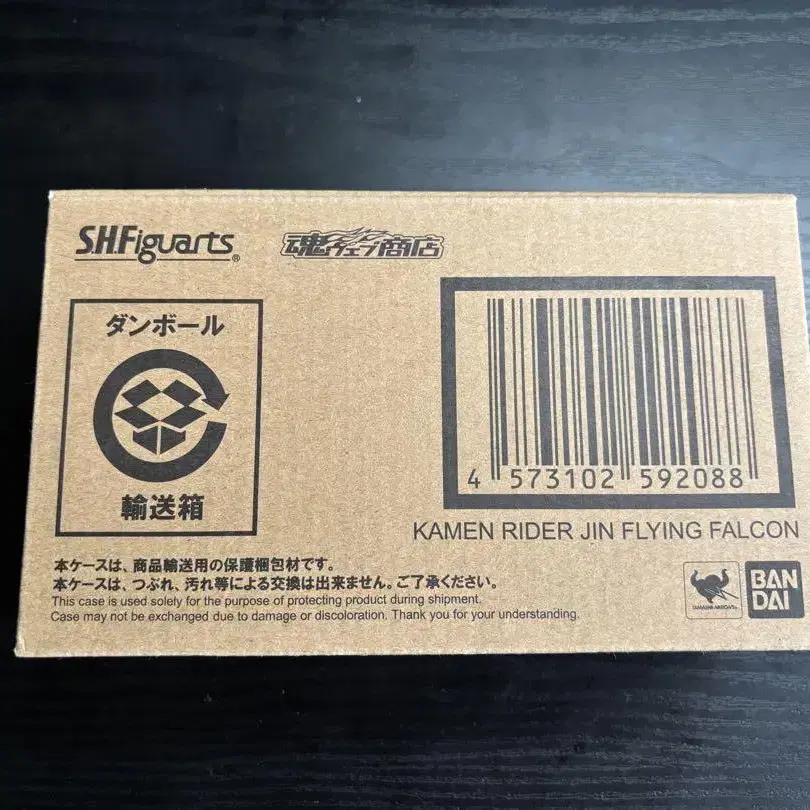 S.H.Figuarts®
魂ウェブ商店
ダンボール
輸送箱
4 573102 592088
KAMEN RIDER JIN FLYING FALCON
本ケースは、商品輸送用の保護梱包材です。
本ケースは、つぶれ、汚れ等による交換は出来ません。ご了承ください。
This case is used solely for the purpose of protecting product during shipment.
Case may not be exchanged due to damage or discoloration. Thank you for your understanding.
TAMASHII NATIONS
BAN
DAI